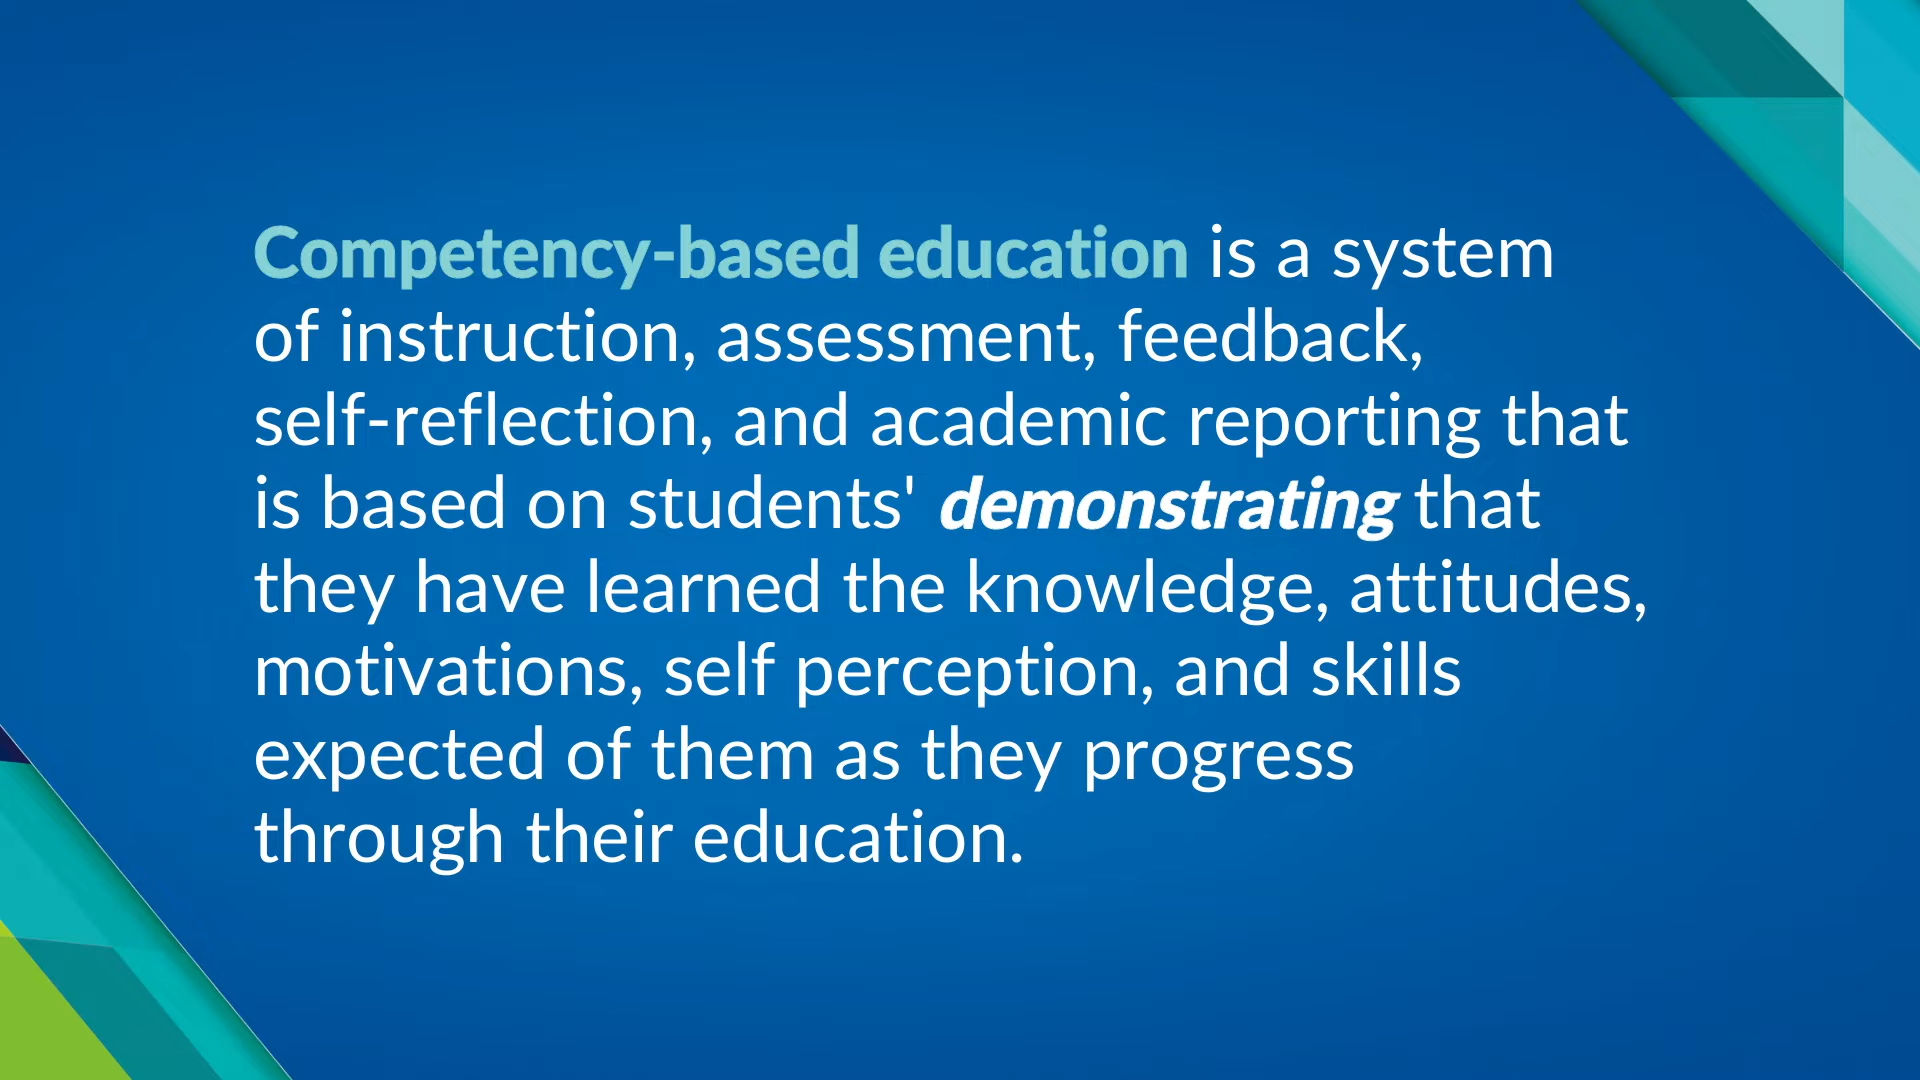 Competency-based education is a system
of instruction, assessment, feedback,
self-reflection, and academic reporting that
is based on students' demonstrating that
they have learned the knowledge, attitudes,
motivations, self perception, and skills
expected of them as they progress
through their education.